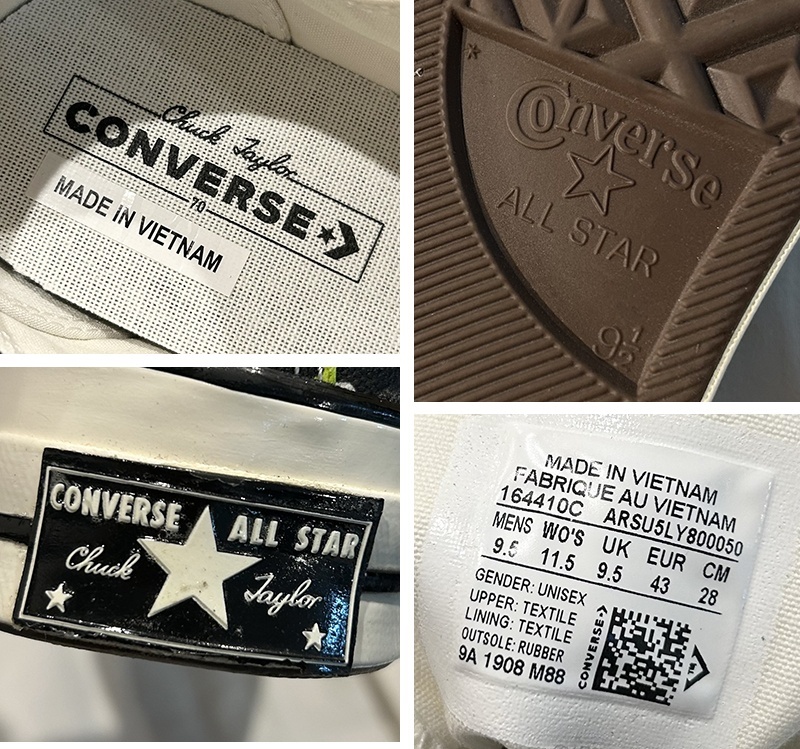 Chuck Taylor
CONVERSE
70
MADE IN VIETNAM
Converse
ALL STAR
9 1/2
CONVERSE ALL STAR
Chuck Taylor
MADE IN VIETNAM
FABRIQUE AU VIETNAM
164410C ARSU5LY800050
MENS WO'S UK EUR CM
9.5 11.5 9.5 43 28
GENDER: UNISEX
UPPER: TEXTILE
LINING: TEXTILE
OUTSOLE: RUBBER
9A 1908 M88
CONVERSE